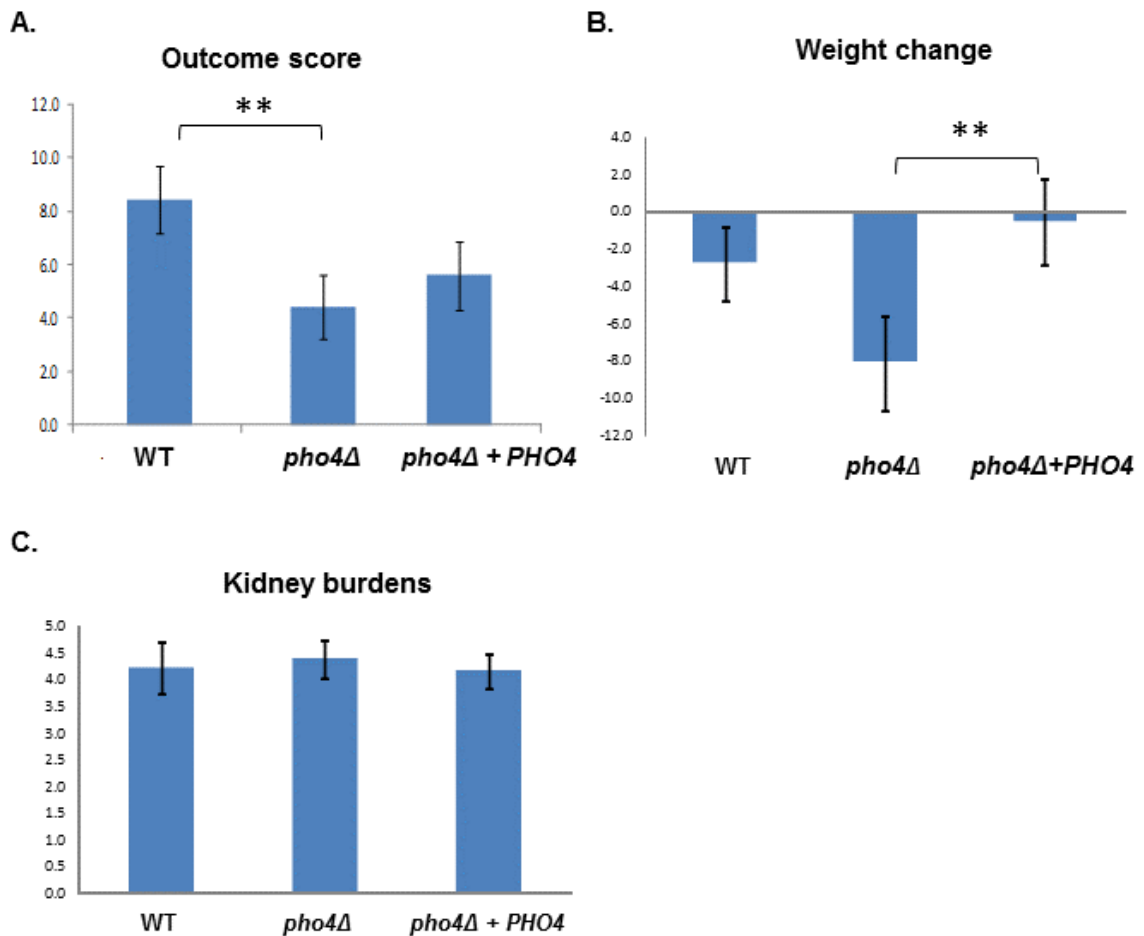 A.
Outcome score
**
12.0
10.0
8.0
6.0
4.0
2.0
0.0
WT
pho4Δ
pho4Δ + PHO4
B.
Weight change
**
4.0
2.0
0.0
-2.0
-4.0
-6.0
-8.0
-10.0
-12.0
WT
pho4Δ
pho4Δ+PHO4
C.
Kidney burdens
5.0
4.5
4.0
3.5
3.0
2.5
2.0
1.5
1.0
0.5
0.0
WT
pho4Δ
pho4Δ + PHO4